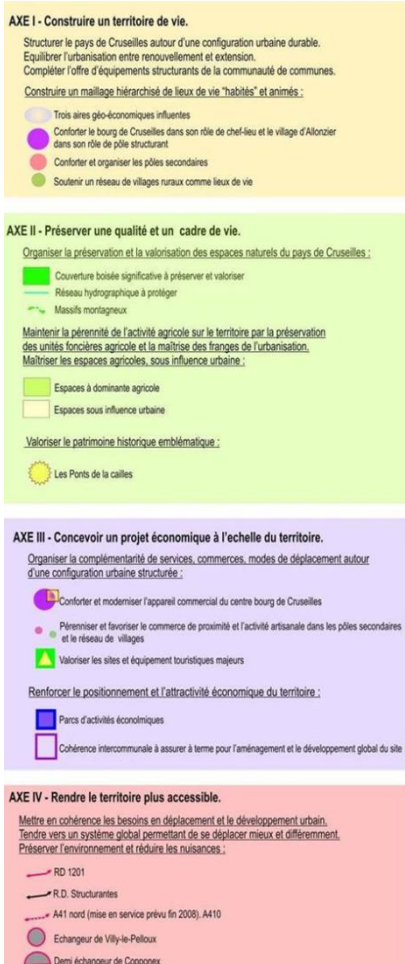 AXE I - Construire un territoire de vie.
Structurer le pays de Cruseilles autour d'une configuration urbaine durable.
Equilibrer l'urbanisation entre renouvellement et extension.
Compléter l'offre d'équipements structurants de la communauté de communes.
Construire un maillage hiérarchisé de lieux de vie "habités" et animés :
Trois aires géo-économiques influentes
Conforter le bourg de Cruseilles dans son rôle de chef-lieu et le village d'Allonzier
dans son rôle de pôle structurant
Conforter et organiser les pôles secondaires
Soutenir un réseau de villages ruraux comme lieux de vie
AXE II - Préserver une qualité et un cadre de vie.
Organiser la préservation et la valorisation des espaces naturels du pays de Cruseilles :
Couverture boisée significative à préserver et valoriser
Réseau hydrographique à protéger
Massifs montagneux
Maintenir la pérennité de l'activité agricole sur le territoire par la préservation
des unités foncières agricole et la maîtrise des franges de l'urbanisation.
Maîtriser les espaces agricoles, sous influence urbaine :
Espaces à dominante agricole
Espaces sous influence urbaine
Valoriser le patrimoine historique emblématique :
Les Ponts de la cailles
AXE III - Concevoir un projet économique à l'echelle du territoire.
Organiser la complémentarité de services, commerces, modes de déplacement autour
d'une configuration urbaine structurée :
Conforter et moderniser l'appareil commercial du centre bourg de Cruseilles
Pérenniser et favoriser le commerce de proximité et l'activité artisanale dans les pôles secondaires
et le réseau de villages
Valoriser les sites et équipement touristiques majeurs
Renforcer le positionnement et l'attractivité économique du territoire :
Parcs d'activités éconolmiques
Cohérence intercommunale à assurer à terme pour l'aménagement et le développement global du site
AXE IV - Rendre le territoire plus accessible.
Mettre en cohérence les besoins en déplacement et le développement urbain.
Tendre vers un système global permettant de se déplacer mieux et différemment.
Préserver l'environnement et réduire les nuisances :
RD 1201
R.D. Structurantes
A41 nord (mise en service prévu fin 2008), A410
Echangeur de Villy-le-Pelloux
Demi échangeur de Copponex